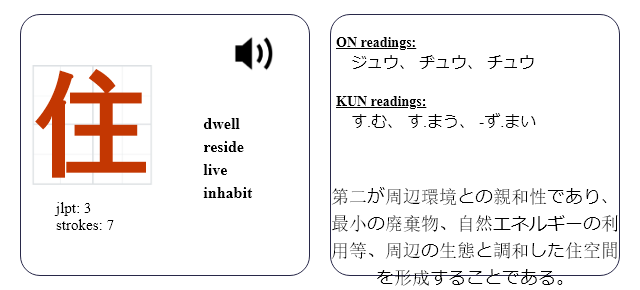 住
dwell
reside
live
inhabit
jlpt: 3
strokes: 7
ON readings:
ジュウ、 ヂュウ、 チュウ
KUN readings:
す.む、 す.まう、 -ず.まい
第二が周辺環境との親和性であり、
最小の廃棄物、自然エネルギーの利
用等、周辺の生態と調和した住空間
を形成することである。